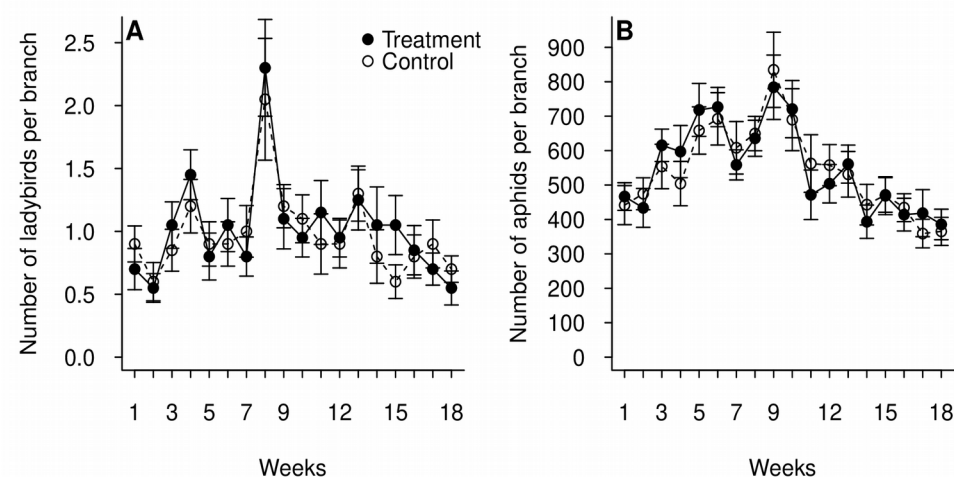 A
Treatment
Control
Number of ladybirds per branch
2.5
2.0
1.5
1.0
0.5
0.0
1 3 5 7 9 12 15 18
Weeks
B
Number of aphids per branch
900
800
700
600
500
400
300
200
100
0
1 3 5 7 9 12 15 18
Weeks